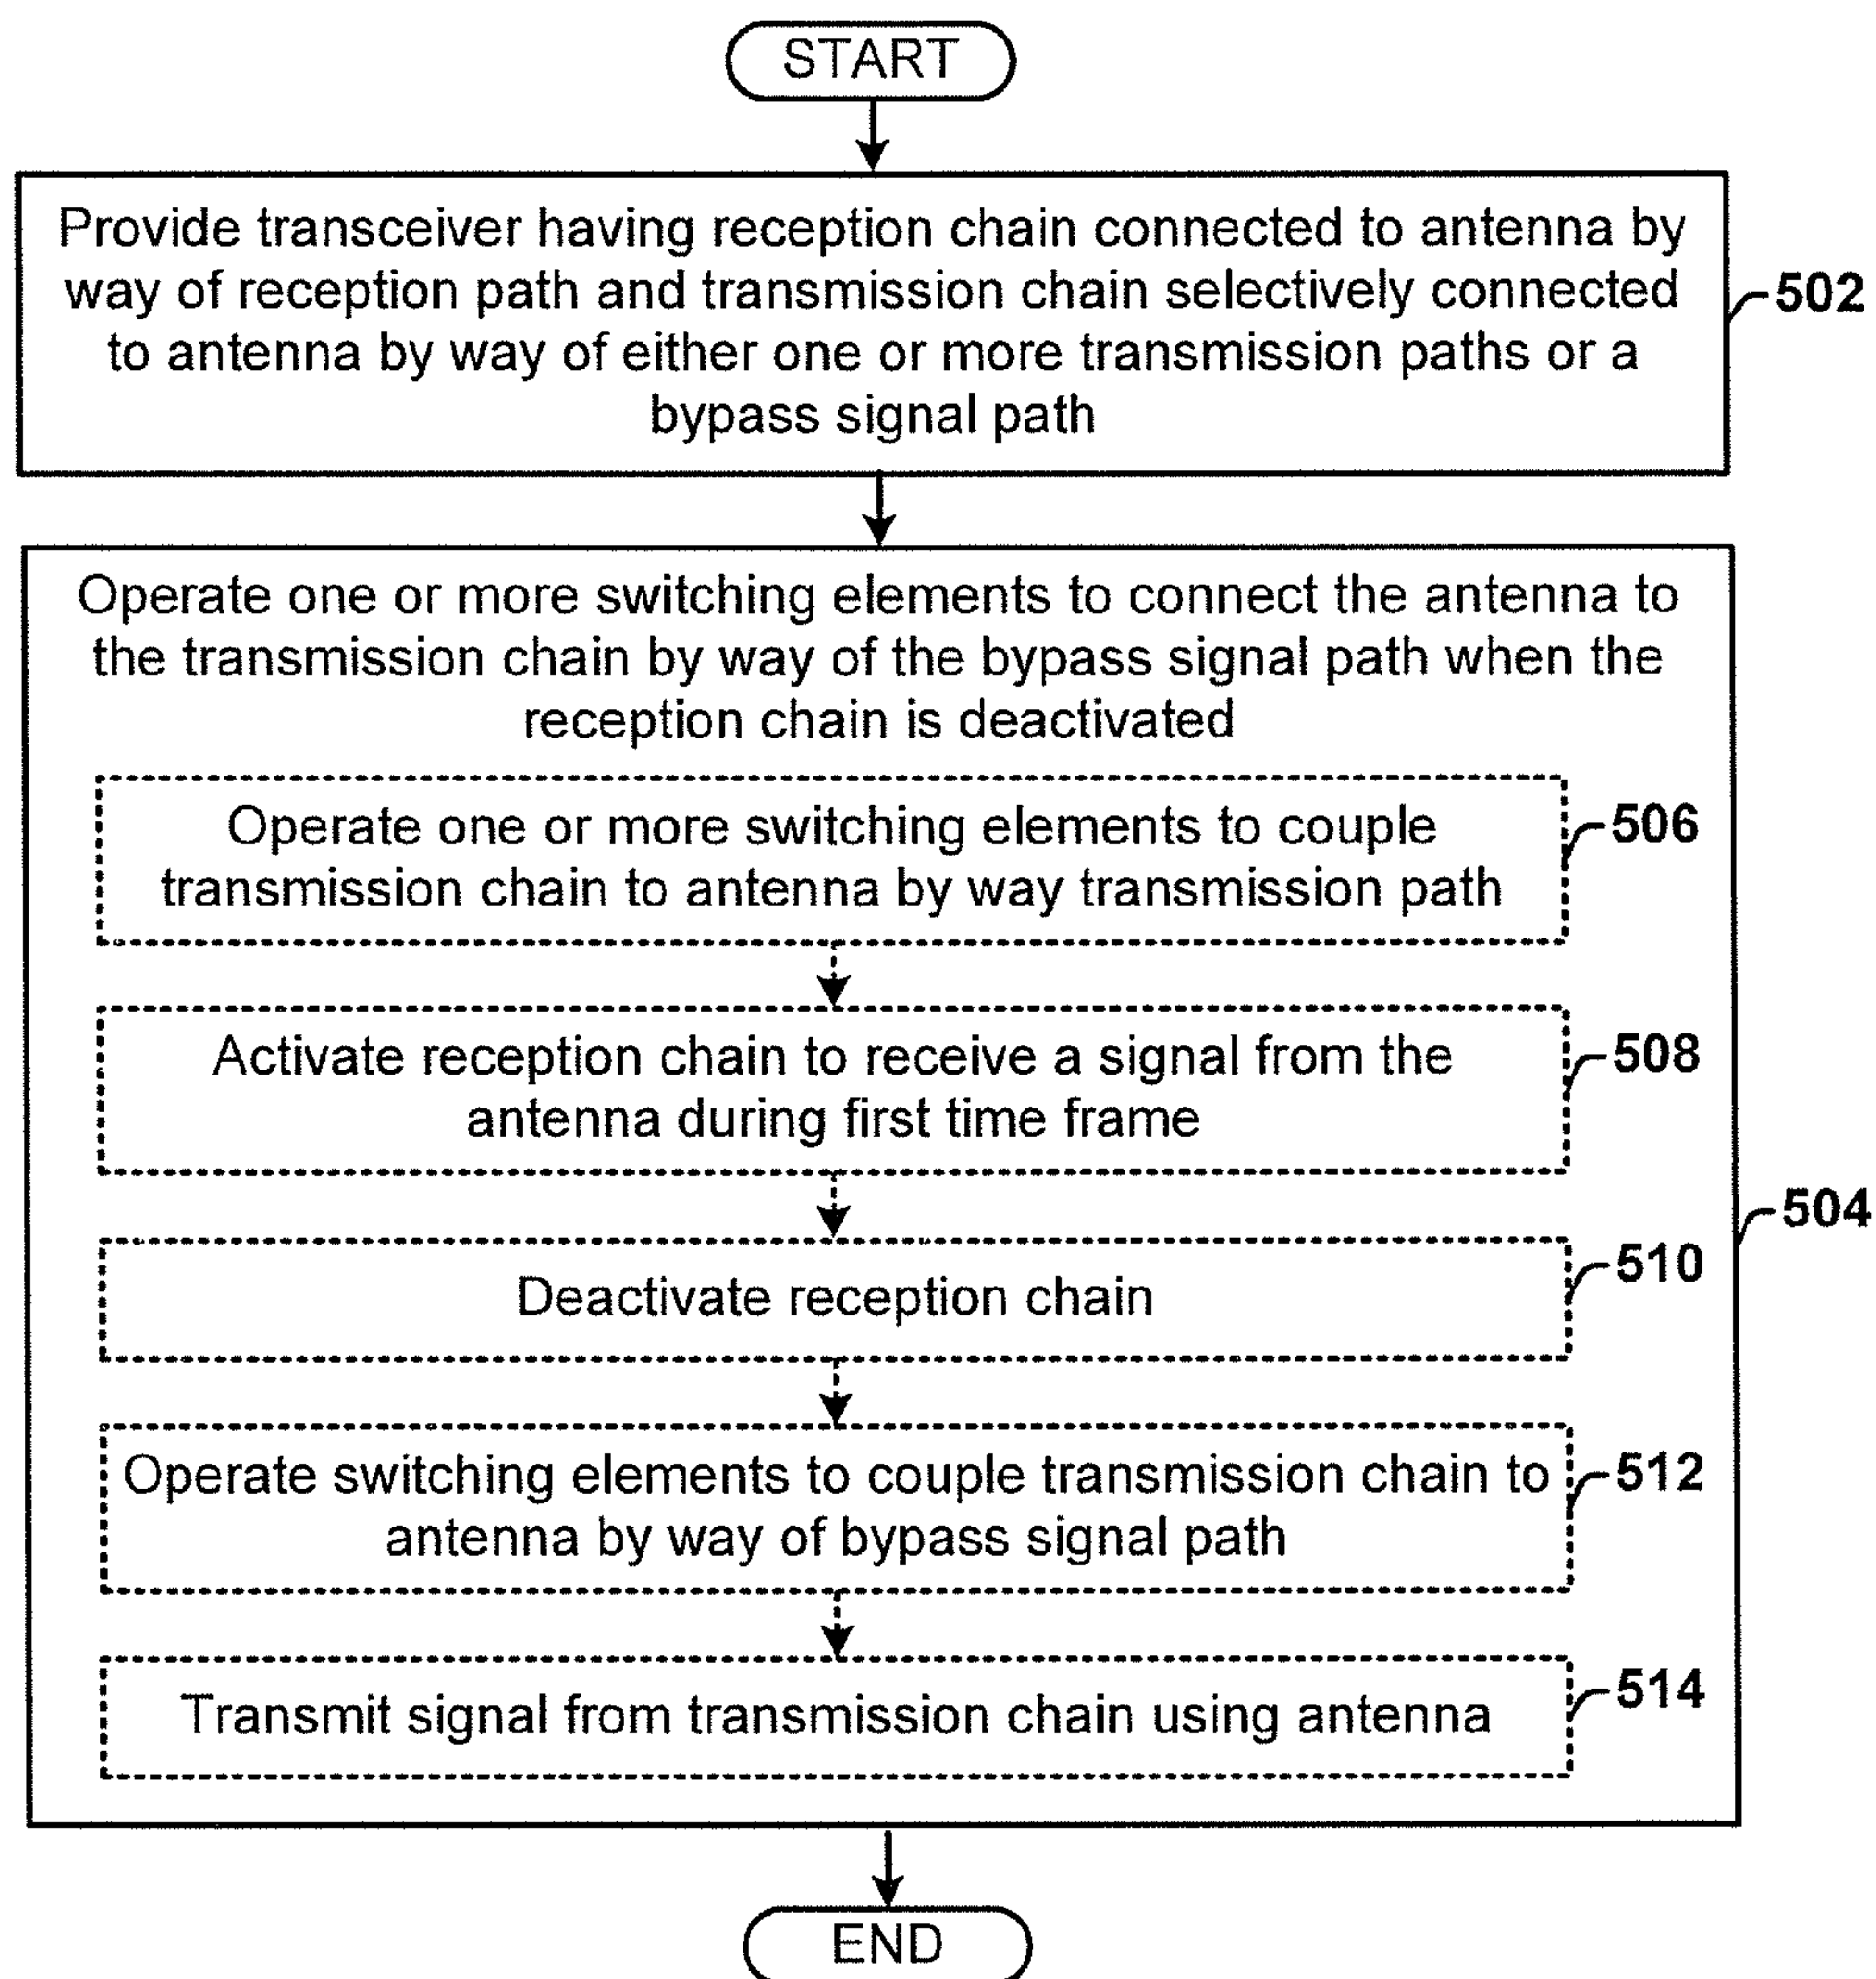 START
Provide transceiver having reception chain connected to antenna by
way of reception path and transmission chain selectively connected
to antenna by way of either one or more transmission paths or a
bypass signal path
502
Operate one or more switching elements to connect the antenna to
the transmission chain by way of the bypass signal path when the
reception chain is deactivated
504
Operate one or more switching elements to couple
transmission chain to antenna by way transmission path
506
Activate reception chain to receive a signal from the
antenna during first time frame
508
Deactivate reception chain
510
Operate switching elements to couple transmission chain to
antenna by way of bypass signal path
512
Transmit signal from transmission chain using antenna
514
END